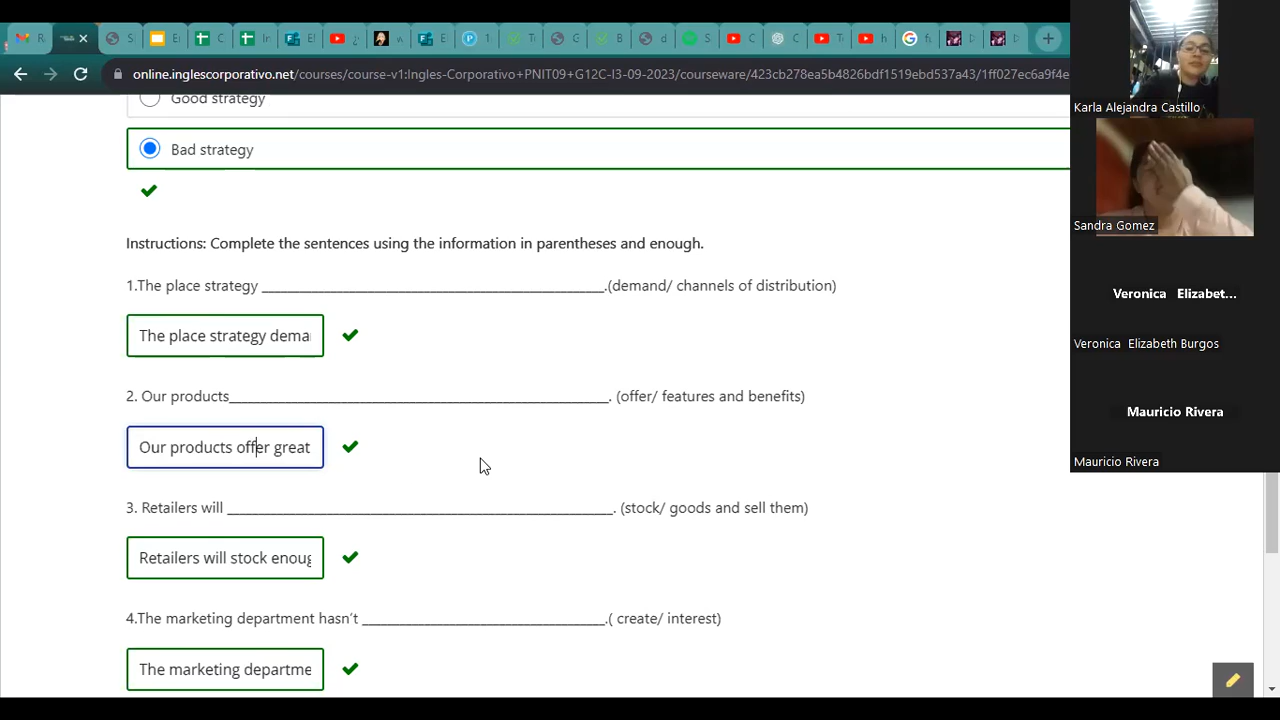 online.inglescorporativo.net/courses/course-v1:Ingles-Corporativo+PNIT09+G12C-I3-09-2023/courseware/423cb278ea5b4826bdf1519ebd537a43/1ff027ec6a9f4e
Good strategy
Bad strategy
Instructions: Complete the sentences using the information in parentheses and enough.
1.The place strategy ______________________________________.(demand/ channels of distribution)
The place strategy dema
2. Our products__________________________________________. (offer/ features and benefits)
Our products offer great
3. Retailers will ___________________________________________. (stock/ goods and sell them)
Retailers will stock enoug
4.The marketing department hasn't ___________________________.( create/ interest)
The marketing departme
Karla Alejandra Castillo
Sandra Gomez
Veronica Elizabet...
Veronica Elizabeth Burgos
Mauricio Rivera
Mauricio Rivera